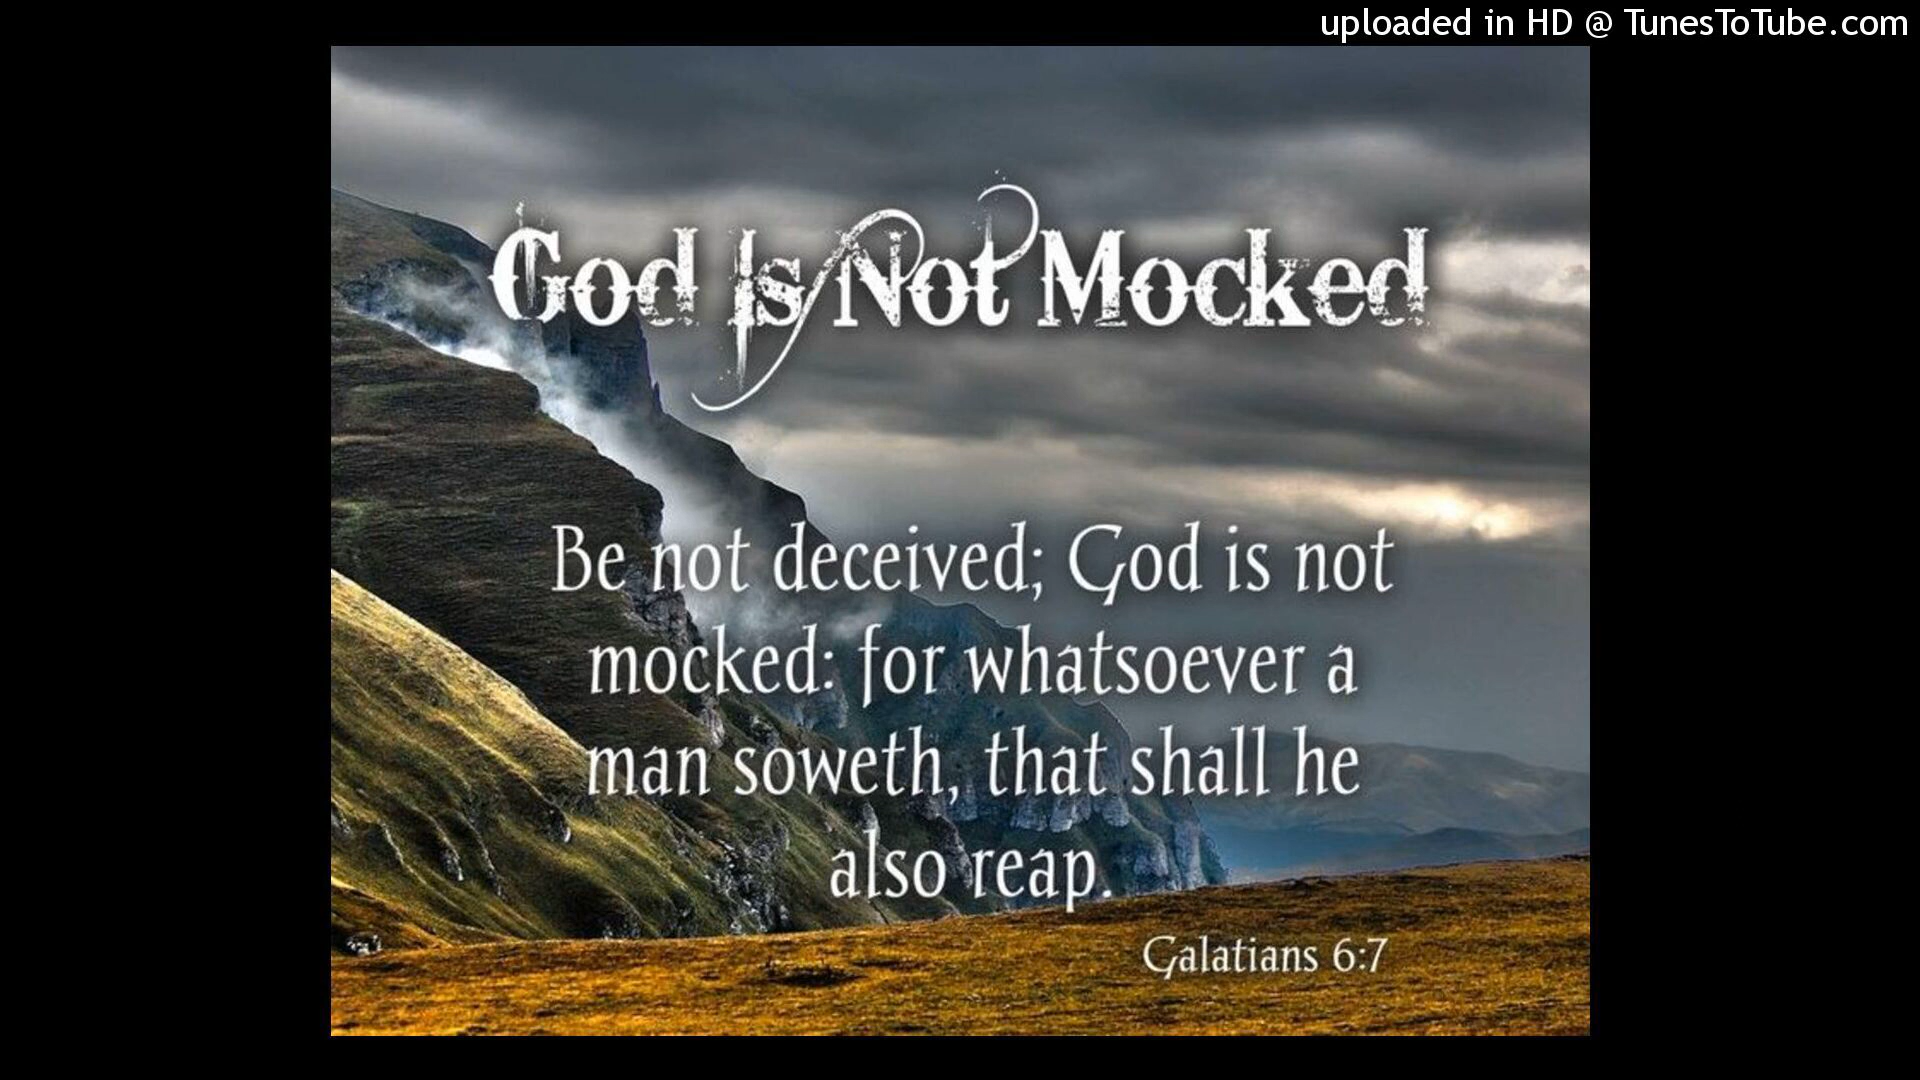 uploaded in HD @ TunesToTube.com
God Is Not Mocked
Be not deceived; God is not
mocked: for whatsoever a
man soweth, that shall he
also reap.
Galatians 6:7